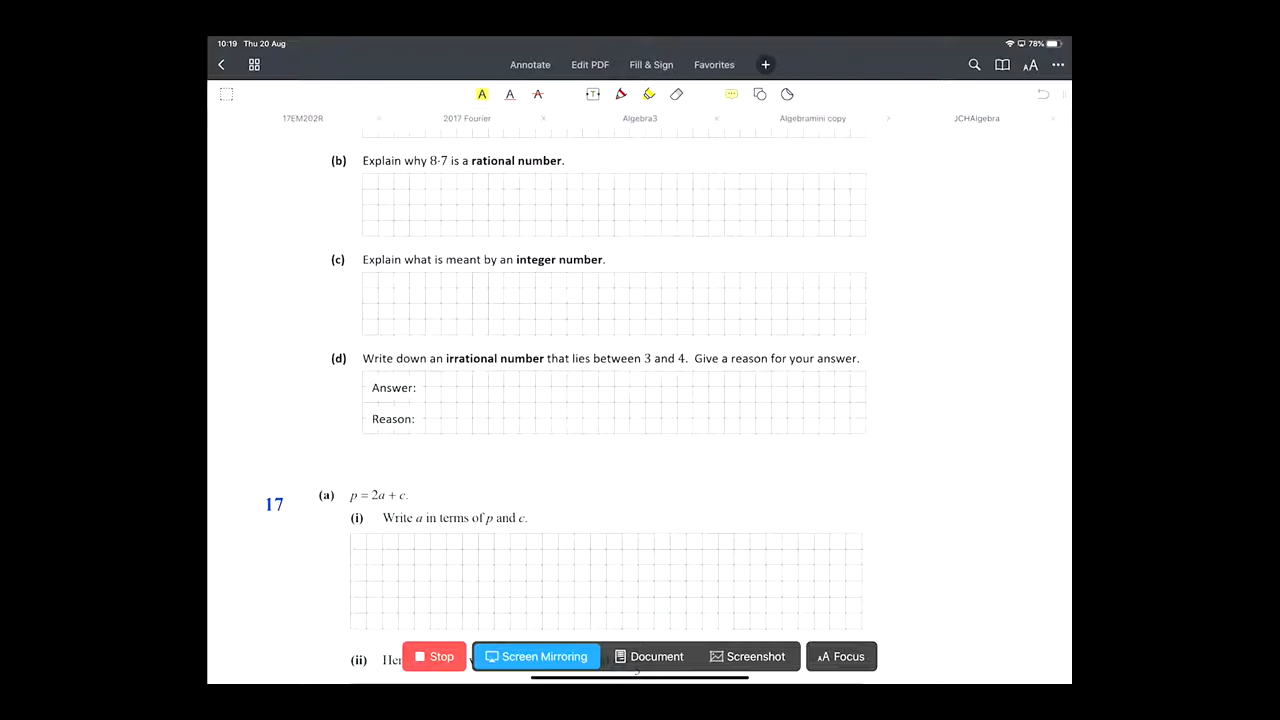 10:19 Thu 20 Aug
78%
Annotate Edit PDF Fill & Sign Favorites +
AA
A A A T
17EM202R × 2017 Fourier × Algebra3 × Algebramini copy JCHAlgebra ×
(b) Explain why 8·7 is a rational number.
(c) Explain what is meant by an integer number.
(d) Write down an irrational number that lies between 3 and 4. Give a reason for your answer.
Answer:
Reason:
17 (a) p = 2a + c.
(i) Write a in terms of p and c.
(ii)
Stop Screen Mirroring Document Screenshot AA Focus